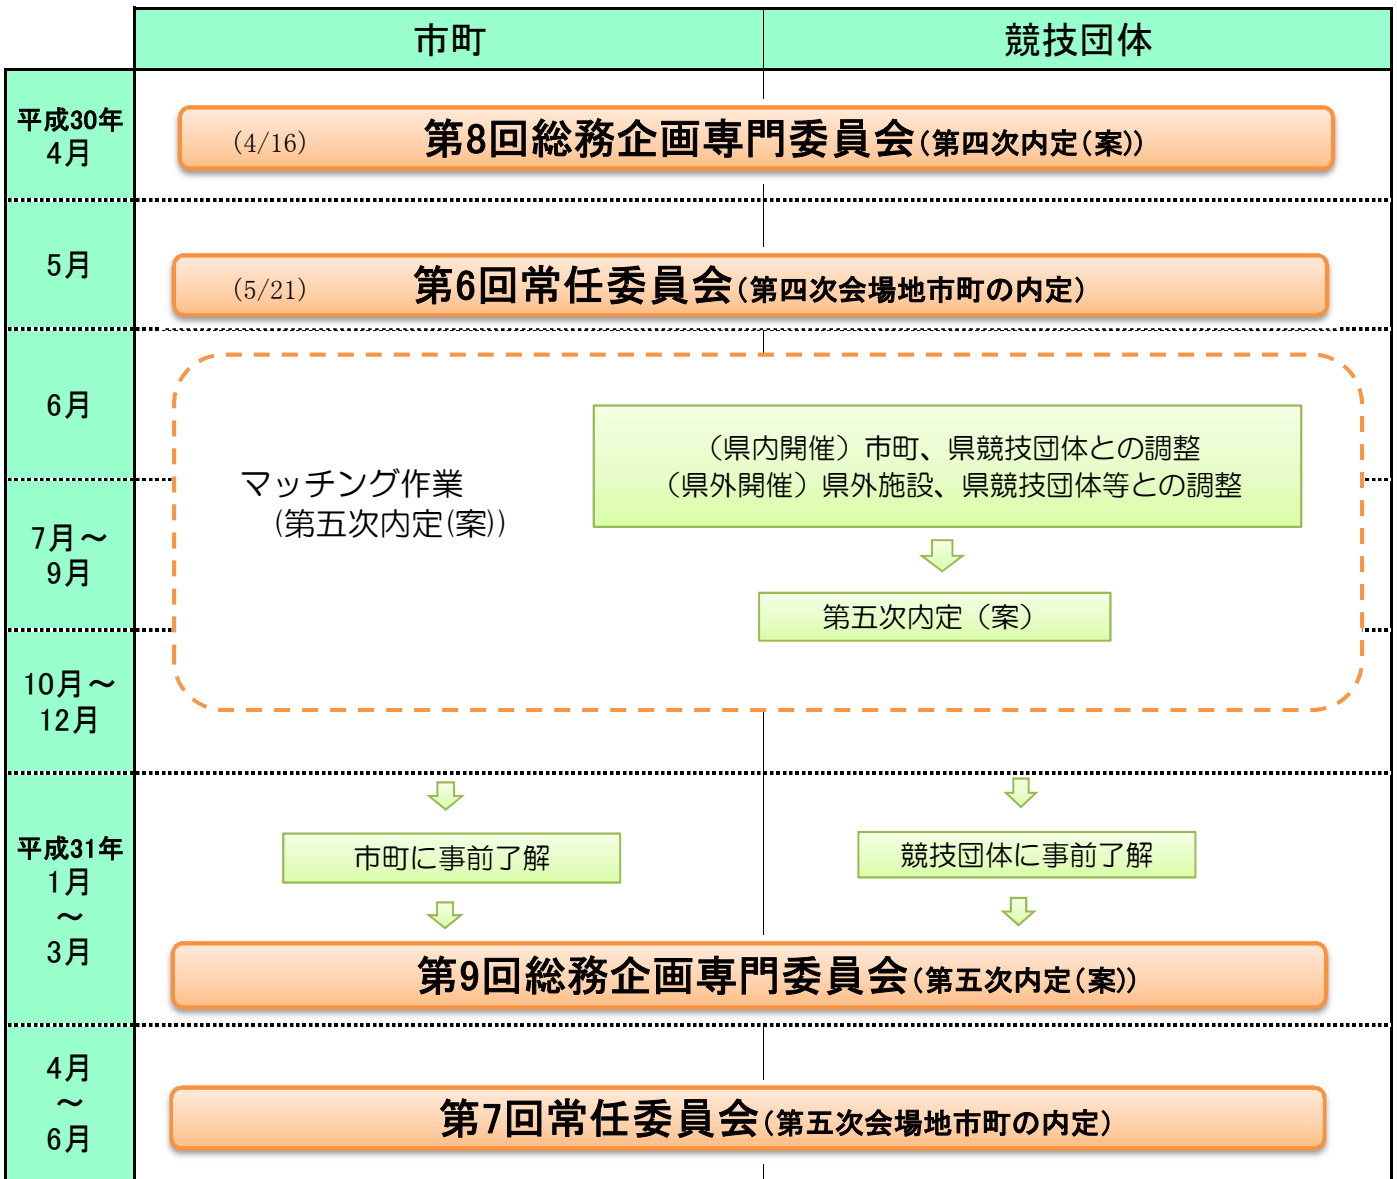 市町
競技団体
平成30年
4月
(4/16) 第8回総務企画専門委員会(第四次内定(案))
5月
(5/21) 第6回常任委員会(第四次会場地市町の内定)
6月
(県内開催)市町、県競技団体との調整
(県外開催)県外施設、県競技団体等との調整
マッチング作業
(第五次内定(案))
7月～
9月
第五次内定(案)
10月～
12月
平成31年
1月
～
3月
市町に事前了解
競技団体に事前了解
第9回総務企画専門委員会(第五次内定(案))
4月
～
6月
第7回常任委員会(第五次会場地市町の内定)